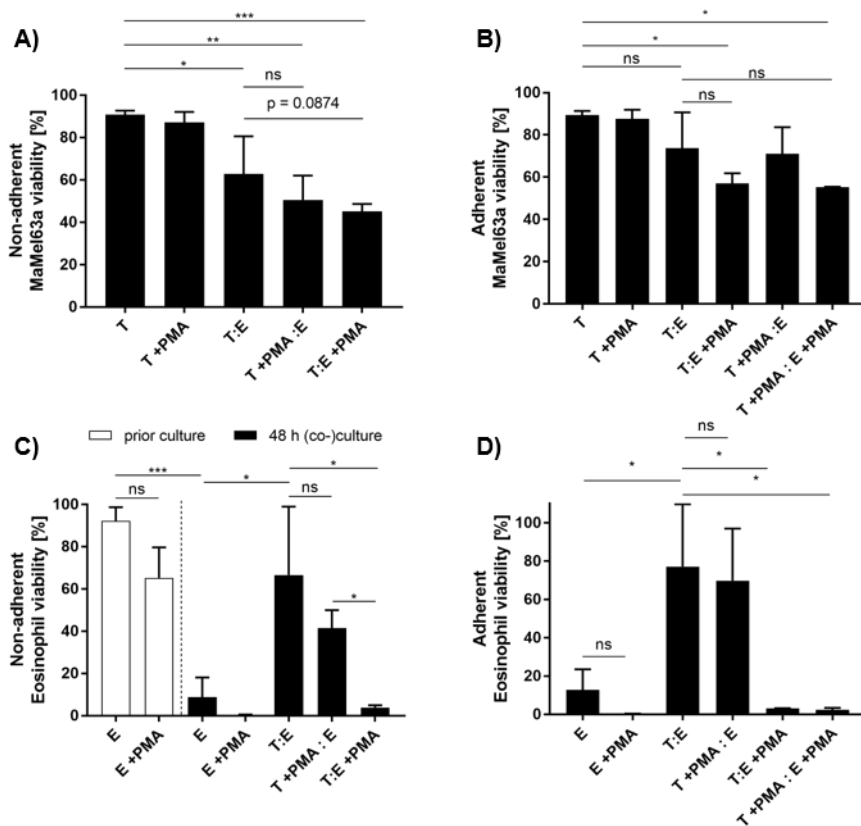 A)
***
**
*
ns
p = 0.0874
Non-adherent
MaMel63a viability [%]
100
80
60
40
20
0
T
T +PMA
T:E
T +PMA :E
T:E +PMA
B)
*
*
ns
ns
ns
Adherent
MaMel63a viability [%]
100
80
60
40
20
0
T
T +PMA
T:E
T:E +PMA
T +PMA :E
T +PMA : E +PMA
C)
prior culture
48 h (co-)culture
***
*
ns
*
ns
*
Non-adherent
Eosinophil viability [%]
100
80
60
40
20
0
E
E +PMA
E
E +PMA
T:E
T +PMA : E
T:E +PMA
D)
ns
*
*
*
ns
Adherent
Eosinophil viability [%]
100
80
60
40
20
0
E
E +PMA
T:E
T +PMA : E
T:E +PMA
T +PMA : E +PMA